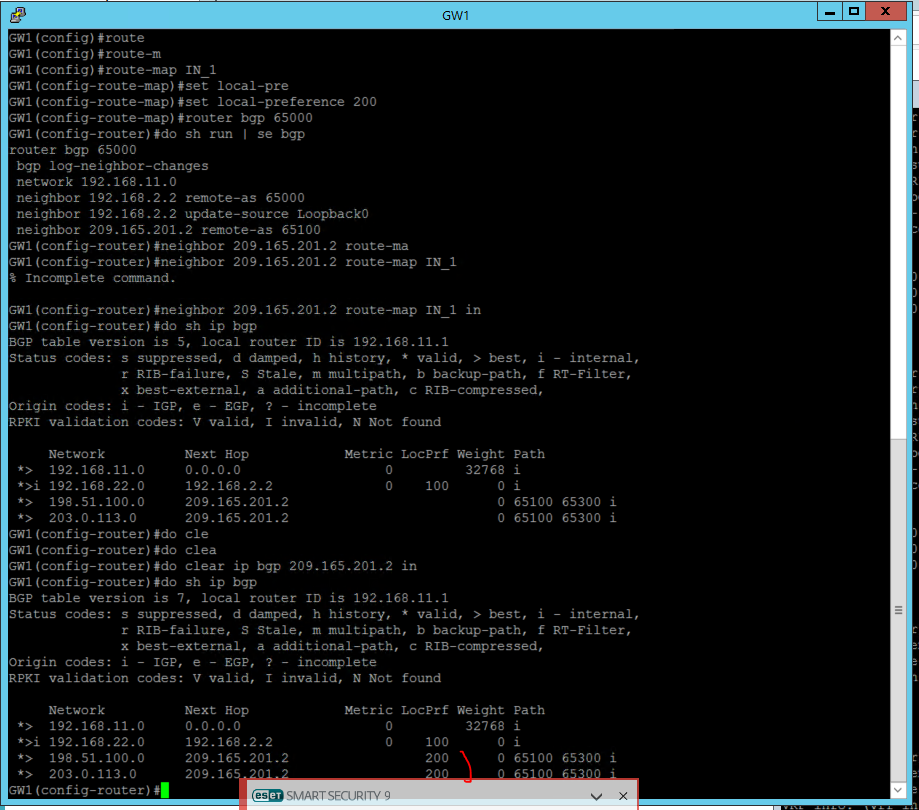 GW1
GW1(config)#route
GW1(config)#route-m
GW1(config)#route-map IN_1
GW1(config-route-map)#set local-pre
GW1(config-route-map)#set local-preference 200
GW1(config-route-map)#router bgp 65000
GW1(config-router)#do sh run | se bgp
router bgp 65000
 bgp log-neighbor-changes
 network 192.168.11.0
 neighbor 192.168.2.2 remote-as 65000
 neighbor 192.168.2.2 update-source Loopback0
 neighbor 209.165.201.2 remote-as 65100
GW1(config-router)#neighbor 209.165.201.2 route-ma
GW1(config-router)#neighbor 209.165.201.2 route-map IN_1
% Incomplete command.
GW1(config-router)#neighbor 209.165.201.2 route-map IN_1 in
GW1(config-router)#do sh ip bgp
BGP table version is 5, local router ID is 192.168.11.1
Status codes: s suppressed, d damped, h history, * valid, > best, i - internal,
              r RIB-failure, S Stale, m multipath, b backup-path, f RT-Filter,
              x best-external, a additional-path, c RIB-compressed,
Origin codes: i - IGP, e - EGP, ? - incomplete
RPKI validation codes: V valid, I invalid, N Not found
     Network          Next Hop            Metric LocPrf Weight Path
 *>  192.168.11.0     0.0.0.0                  0         32768 i
 *>i 192.168.22.0     192.168.2.2              0    100      0 i
 *>  198.51.100.0     209.165.201.2                          0 65100 65300 i
 *>  203.0.113.0      209.165.201.2                          0 65100 65300 i
GW1(config-router)#do cle
GW1(config-router)#do clea
GW1(config-router)#do clear ip bgp 209.165.201.2 in
GW1(config-router)#do sh ip bgp
BGP table version is 7, local router ID is 192.168.11.1
Status codes: s suppressed, d damped, h history, * valid, > best, i - internal,
              r RIB-failure, S Stale, m multipath, b backup-path, f RT-Filter,
              x best-external, a additional-path, c RIB-compressed,
Origin codes: i - IGP, e - EGP, ? - incomplete
RPKI validation codes: V valid, I invalid, N Not found
     Network          Next Hop            Metric LocPrf Weight Path
 *>  192.168.11.0     0.0.0.0                  0         32768 i
 *>i 192.168.22.0     192.168.2.2              0    100      0 i
 *>  198.51.100.0     209.165.201.2                 200      0 65100 65300 i
 *>  203.0.113.0      209.165.201.2                 200      0 65100 65300 i
GW1(config-router)#
eset SMART SECURITY 9